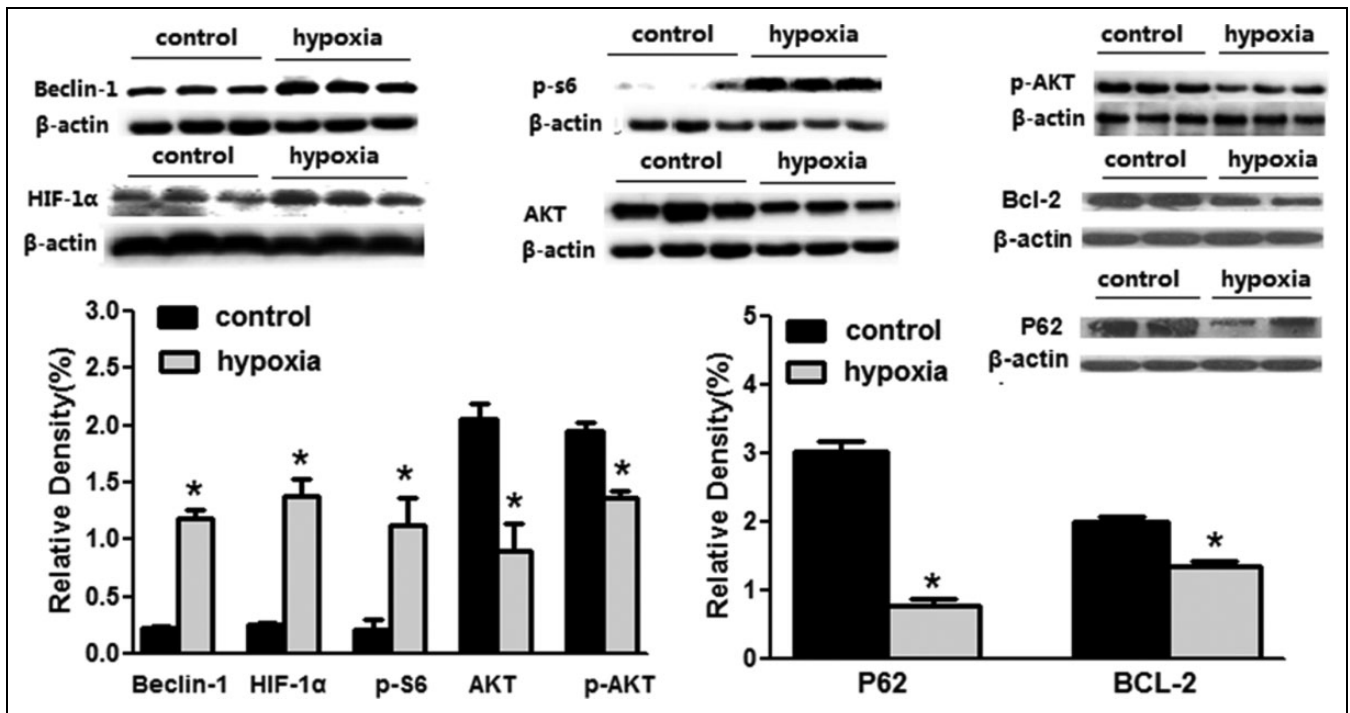 control hypoxia
Beclin-1
β-actin
control hypoxia
HIF-1α
β-actin
control hypoxia
p-s6
β-actin
control hypoxia
AKT
β-actin
control hypoxia
p-AKT
β-actin
control hypoxia
Bcl-2
β-actin
control hypoxia
P62
β-actin
Relative Density(%)
3.0
2.5
2.0
1.5
1.0
0.5
0.0
control
hypoxia
* * * * *
Beclin-1 HIF-1α p-S6 AKT p-AKT
Relative Density(%)
5
4
3
2
1
0
control
hypoxia
* *
P62 BCL-2